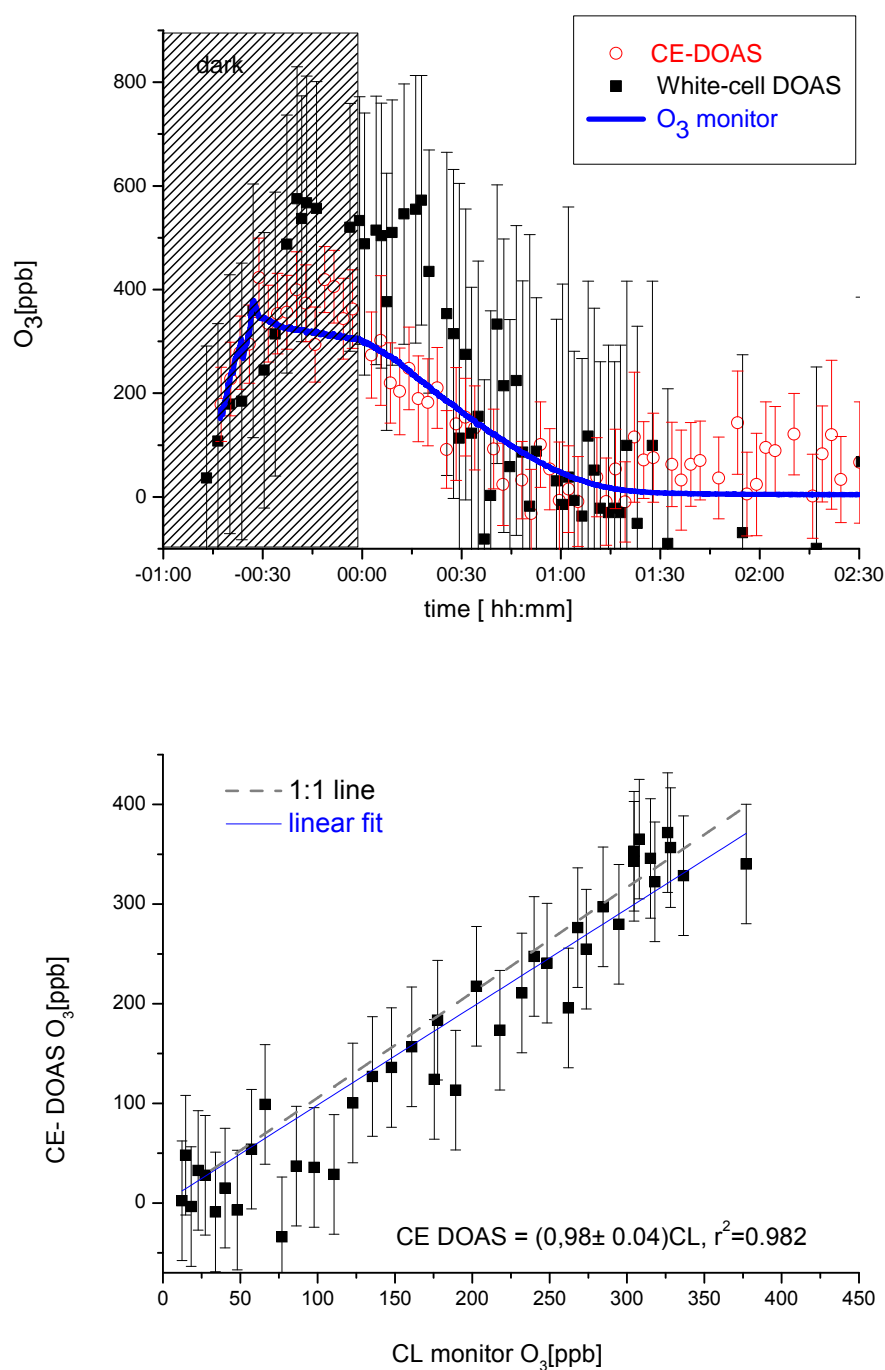 dark
CE-DOAS
White-cell DOAS
O3 monitor
800
600
400
200
0
O3[ppb]
-01:00 -00:30 00:00 00:30 01:00 01:30 02:00 02:30
time [ hh:mm]
1:1 line
linear fit
400
300
200
100
0
CE- DOAS O3[ppb]
CE DOAS = (0,98± 0.04)CL, r2=0.982
0 50 100 150 200 250 300 350 400 450
CL monitor O3[ppb]